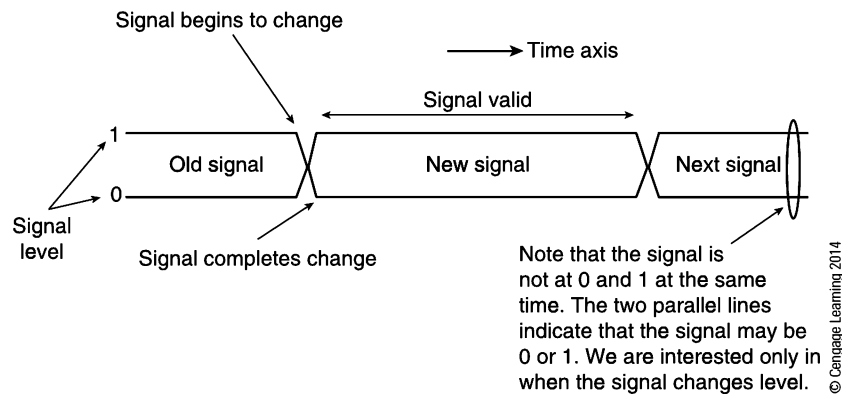 Signal begins to change
Time axis
Signal valid
1
Old signal
New signal
Next signal
0
Signal
level
Signal completes change
Note that the signal is
not at 0 and 1 at the same
time. The two parallel lines
indicate that the signal may be
0 or 1. We are interested only in
when the signal changes level.
© Cengage Learning 2014